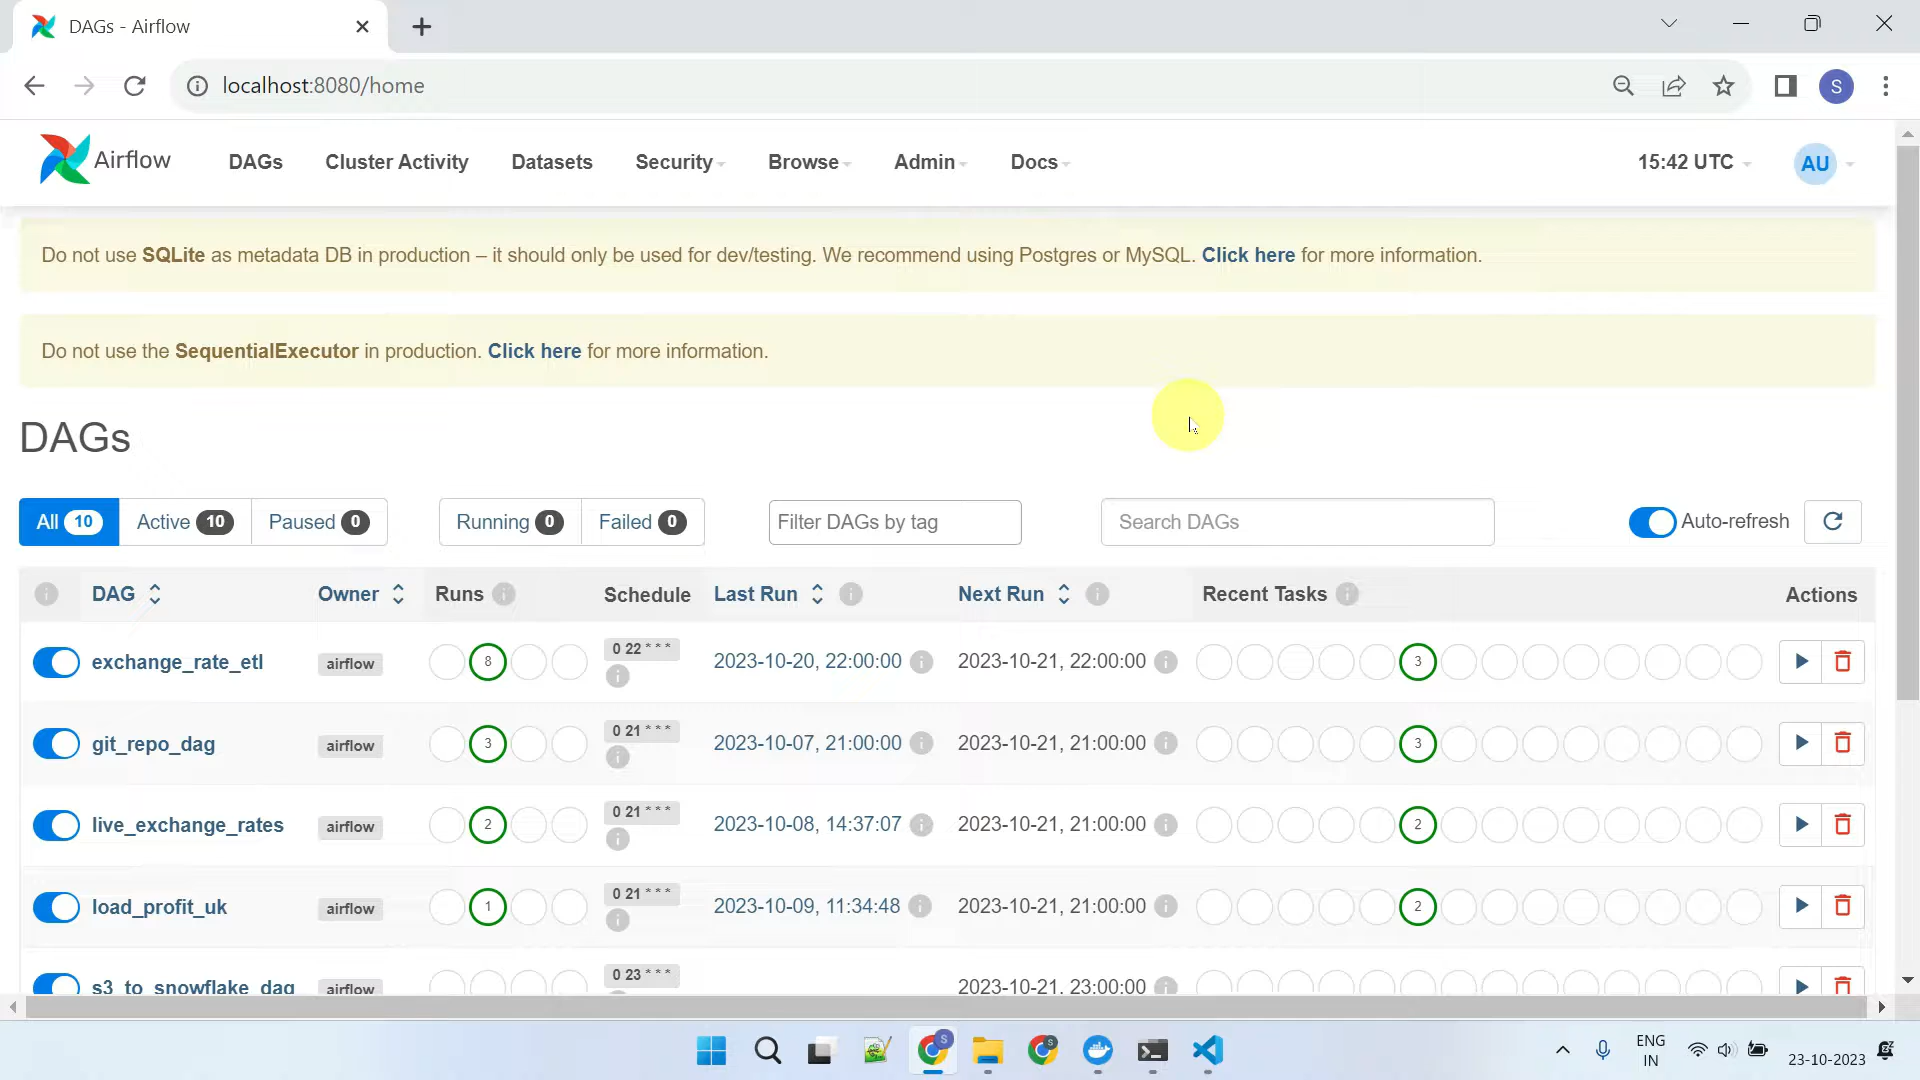 DAGs - Airflow
localhost:8080/home
S
Airflow DAGs Cluster Activity Datasets Security Browse Admin Docs 15:42 UTC AU
Do not use SQLite as metadata DB in production – it should only be used for dev/testing. We recommend using Postgres or MySQL. Click here for more information.
Do not use the SequentialExecutor in production. Click here for more information.
DAGs
All 10 Active 10 Paused 0 Running 0 Failed 0 Filter DAGs by tag Search DAGs Auto-refresh
DAG Owner Runs Schedule Last Run Next Run Recent Tasks Actions
exchange_rate_etl airflow 8 0 22 * * * 2023-10-20, 22:00:00 2023-10-21, 22:00:00 3
git_repo_dag airflow 3 0 21 * * * 2023-10-07, 21:00:00 2023-10-21, 21:00:00 3
live_exchange_rates airflow 2 0 21 * * * 2023-10-08, 14:37:07 2023-10-21, 21:00:00 2
load_profit_uk airflow 1 0 21 * * * 2023-10-09, 11:34:48 2023-10-21, 21:00:00 2
s3_to_snowflake_dag airflow 0 23 * * * 2023-10-21, 23:00:00
ENG
IN
23-10-2023